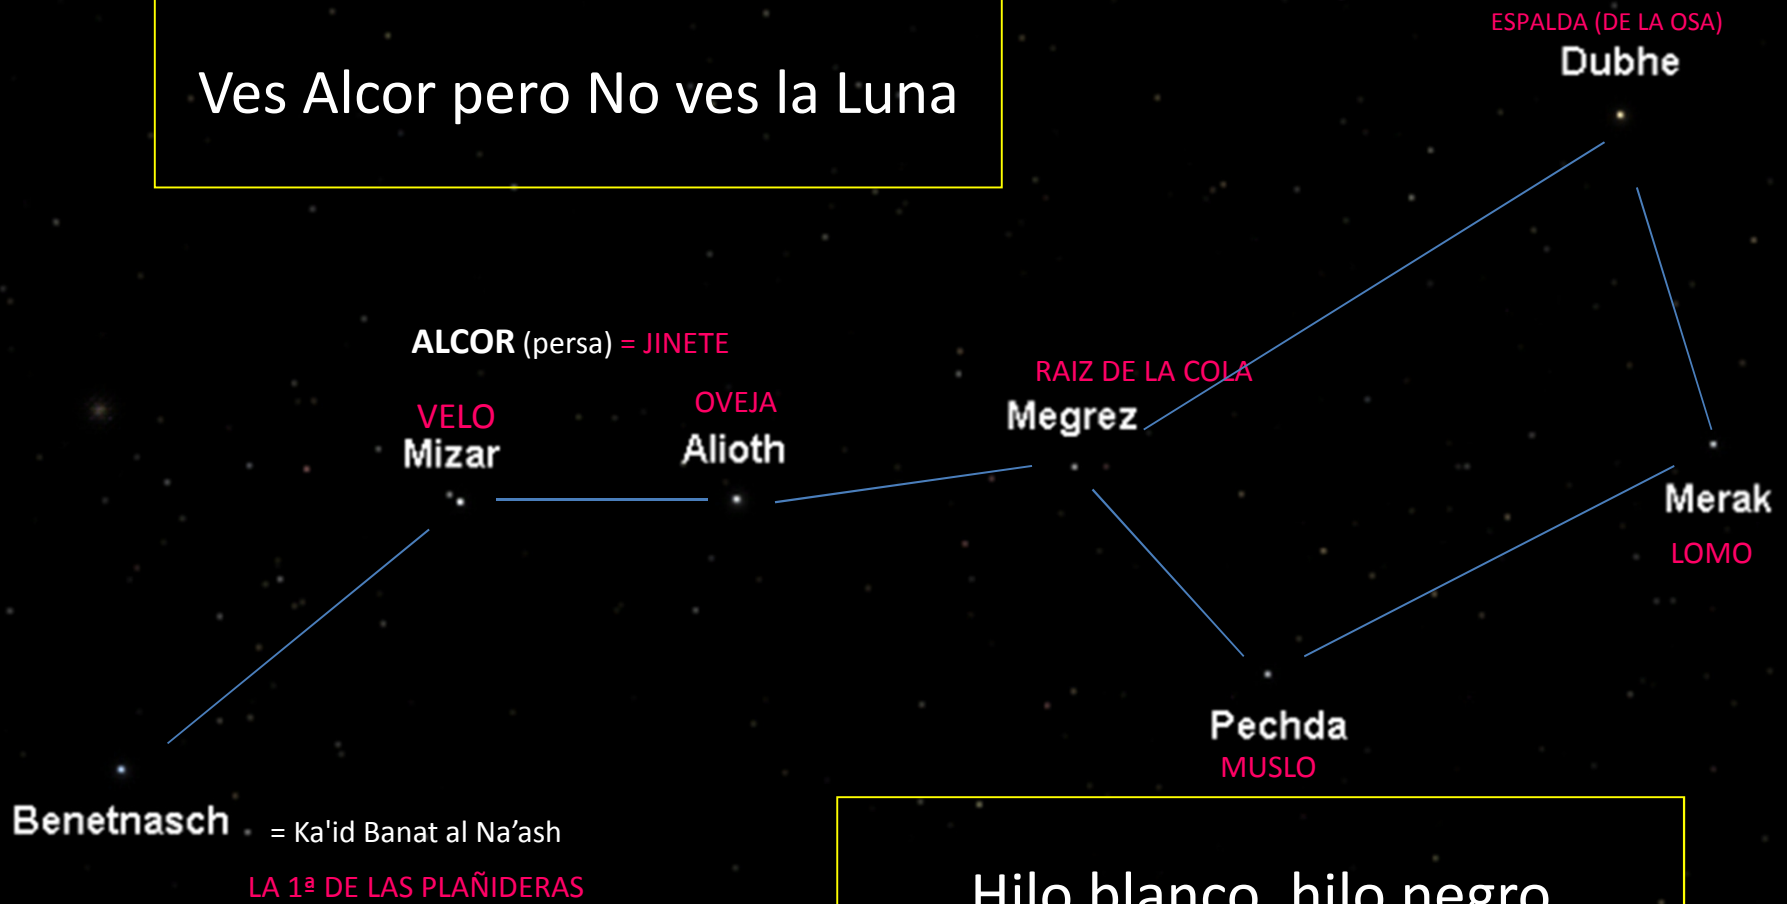 ESPALDA (DE LA OSA)
Dubhe
Ves Alcor pero No ves la Luna
ALCOR (persa) = JINETE
VELO
Mizar
OVEJA
Alioth
RAIZ DE LA COLA
Megrez
Merak
LOMO
Pechda
MUSLO
Benetnasch = Ka'id Banat al Na’ash
LA 1ª DE LAS PLAÑIDERAS
Hilo blanco, hilo negro